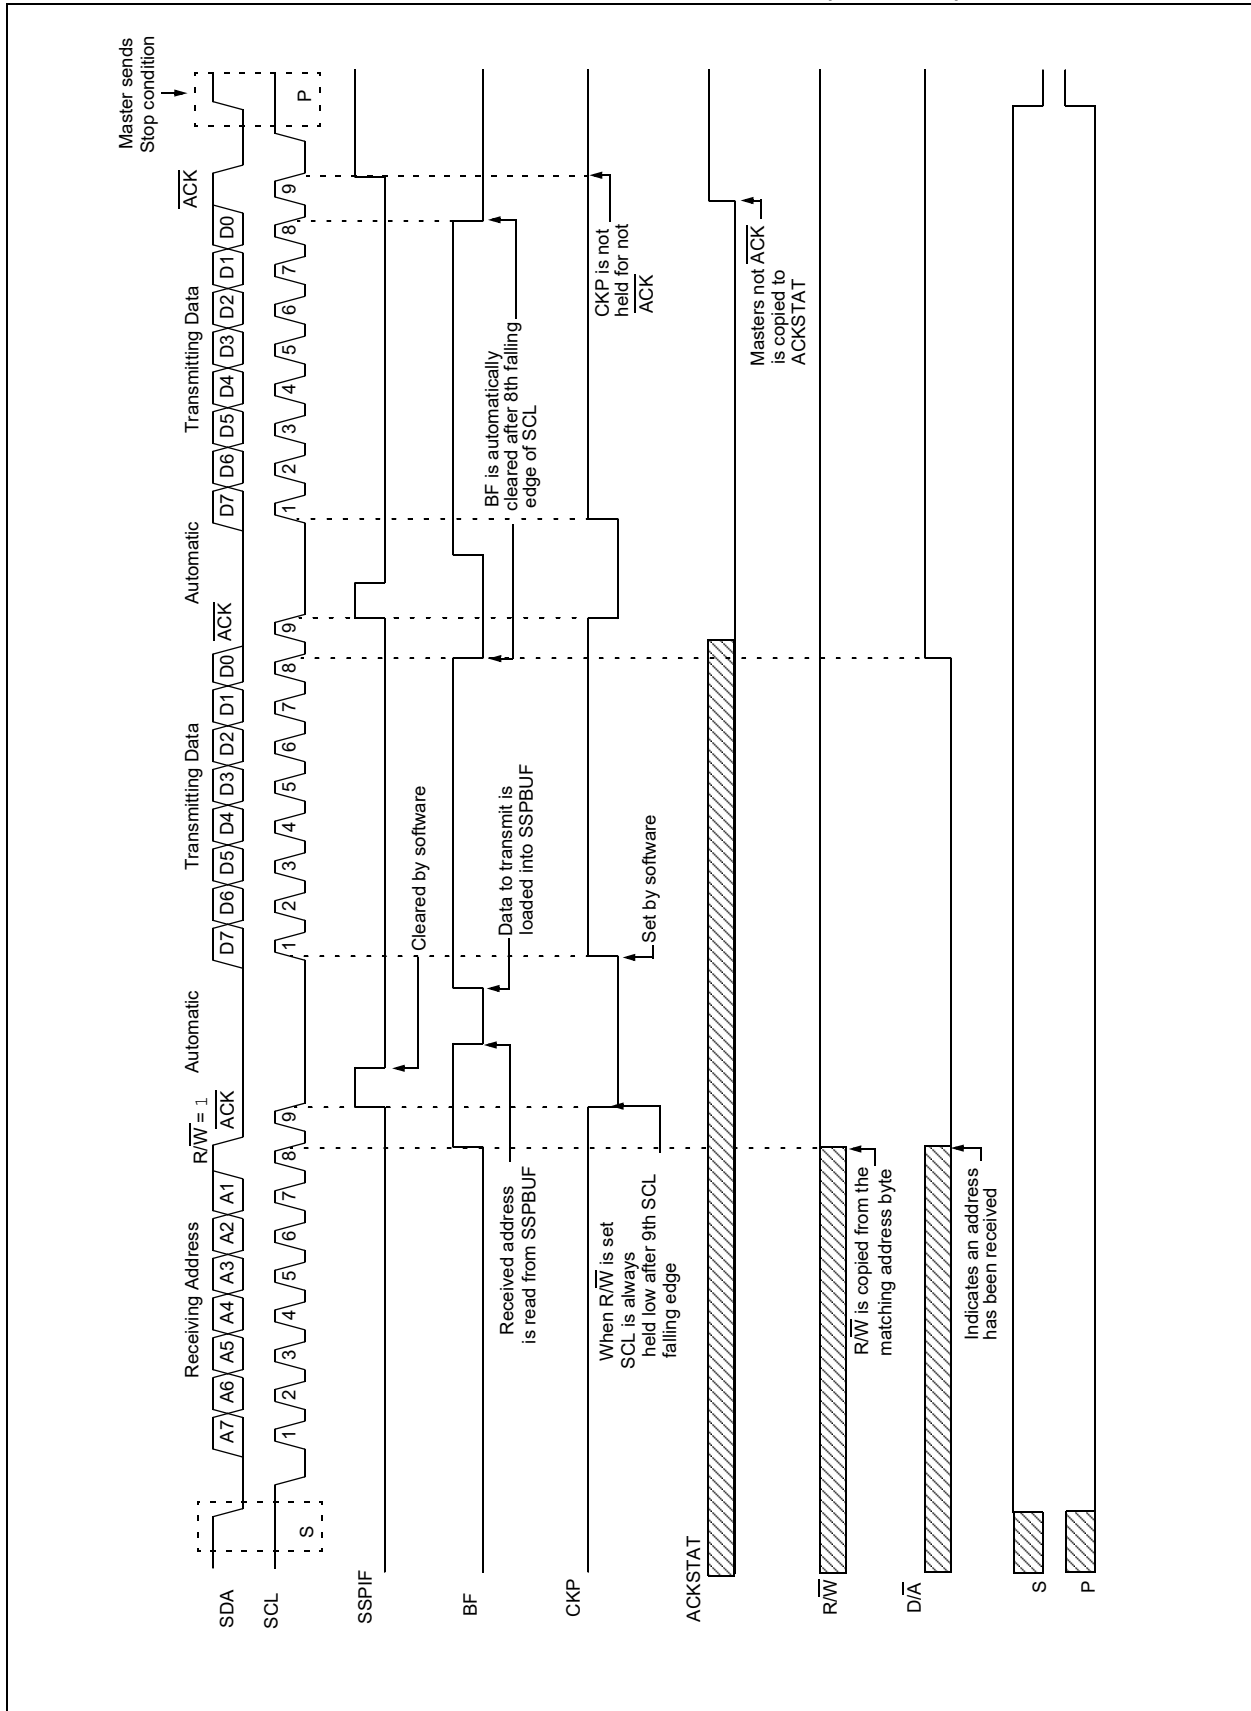 Master sends
Stop condition
Receiving Address
R/W = 1
ACK
Automatic
Transmitting Data
ACK
Automatic
Transmitting Data
ACK
SDA
A7 A6 A5 A4 A3 A2 A1
D7 D6 D5 D4 D3 D2 D1 D0
D7 D6 D5 D4 D3 D2 D1 D0
SCL
S
1 2 3 4 5 6 7 8 9
1 2 3 4 5 6 7 8 9
1 2 3 4 5 6 7 8 9
P
SSPIF
Cleared by software
BF
Received address
is read from SSPBUF
Data to transmit is
loaded into SSPBUF
BF is automatically
cleared after 8th falling
edge of SCL
CKP
When R/W is set
SCL is always
held low after 9th SCL
falling edge
Set by software
CKP is not
held for not
ACK
ACKSTAT
Masters not ACK
is copied to
ACKSTAT
R/W
R/W is copied from the
matching address byte
D/A
Indicates an address
has been received
S
P